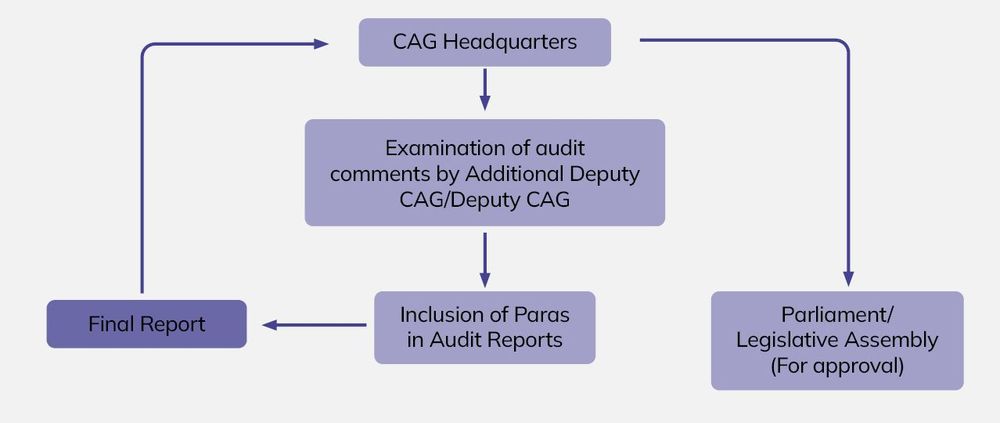 CAG Headquarters
Examination of audit
comments by Additional Deputy
CAG/Deputy CAG
Final Report
Inclusion of Paras
in Audit Reports
Parliament/
Legislative Assembly
(For approval)